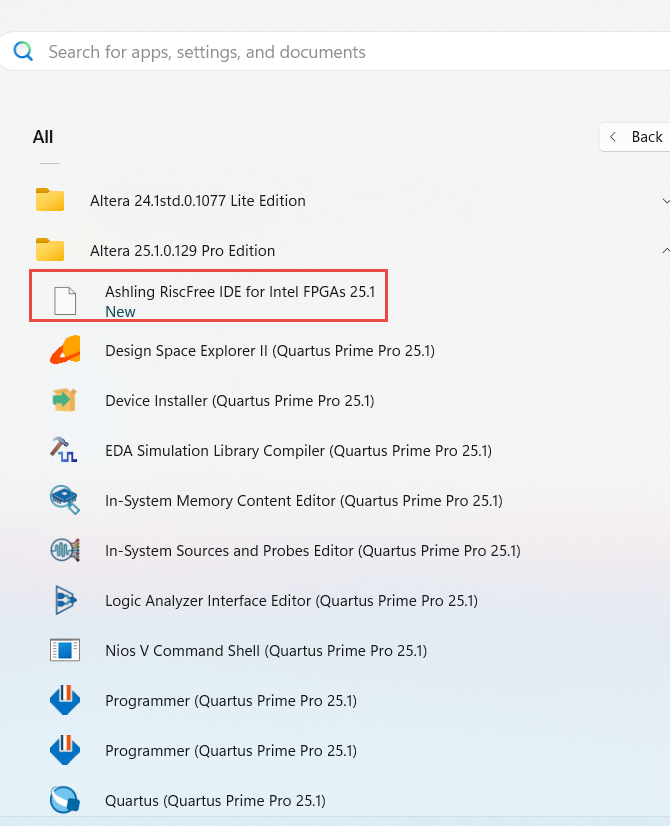 Search for apps, settings, and documents
All
Back
Altera 24.1std.0.1077 Lite Edition
Altera 25.1.0.129 Pro Edition
Ashling RiscFree IDE for Intel FPGAs 25.1
New
Design Space Explorer II (Quartus Prime Pro 25.1)
Device Installer (Quartus Prime Pro 25.1)
EDA Simulation Library Compiler (Quartus Prime Pro 25.1)
In-System Memory Content Editor (Quartus Prime Pro 25.1)
In-System Sources and Probes Editor (Quartus Prime Pro 25.1)
Logic Analyzer Interface Editor (Quartus Prime Pro 25.1)
Nios V Command Shell (Quartus Prime Pro 25.1)
Programmer (Quartus Prime Pro 25.1)
Programmer (Quartus Prime Pro 25.1)
Quartus (Quartus Prime Pro 25.1)